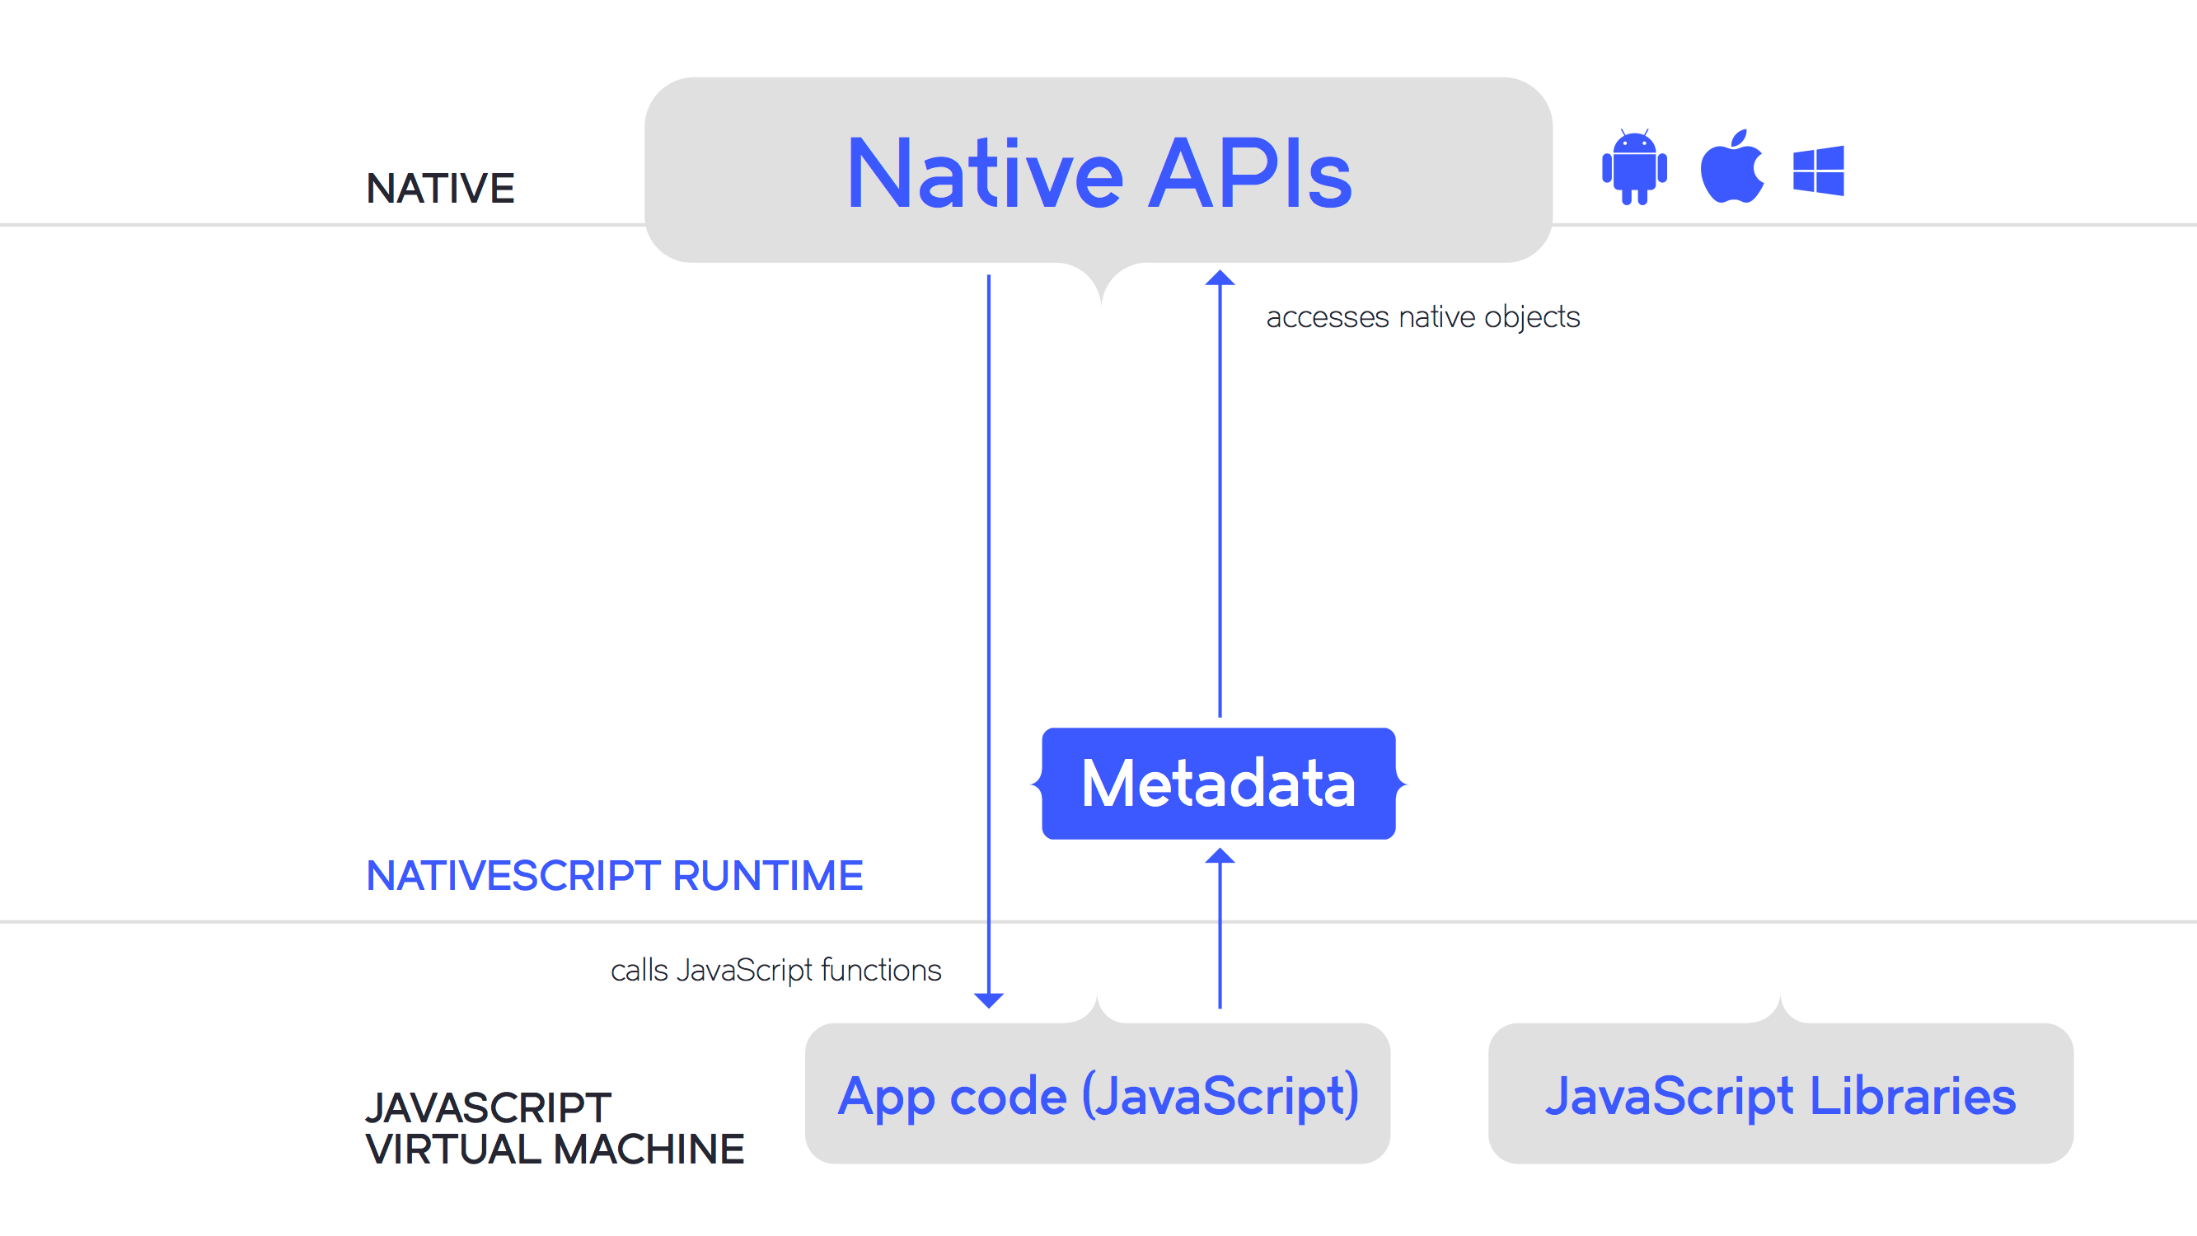 Native APIs
NATIVE
accesses native objects
Metadata
NATIVESCRIPT RUNTIME
calls JavaScript functions
App code (JavaScript)
JavaScript Libraries
JAVASCRIPT
VIRTUAL MACHINE